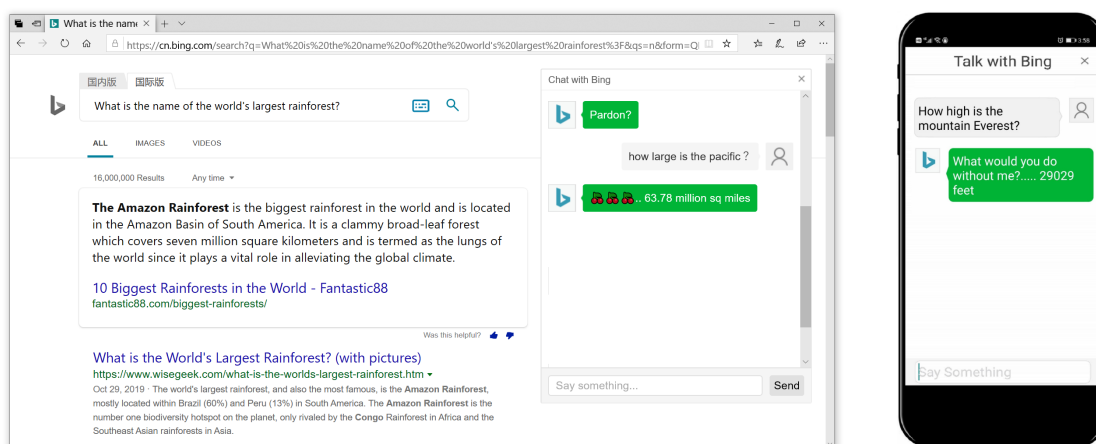 What is the name
https://cn.bing.com/search?q=What%20is%20the%20name%20of%20the%20world's%20largest%20rainforest%3F&qs=n&form=Q
国内版 国际版
What is the name of the world's largest rainforest?
ALL IMAGES VIDEOS
16,000,000 Results Any time
The Amazon Rainforest is the biggest rainforest in the world and is located
in the Amazon Basin of South America. It is a clammy broad-leaf forest
which covers seven million square kilometers and is termed as the lungs of
the world since it plays a vital role in alleviating the global climate.
10 Biggest Rainforests in the World - Fantastic88
fantastic88.com/biggest-rainforests/
Was this helpful?
What is the World's Largest Rainforest? (with pictures)
https://www.wisegeek.com/what-is-the-worlds-largest-rainforest.htm
Oct 29, 2019 · The world's largest rainforest, and also the most famous, is the Amazon Rainforest,
mostly located within Brazil (60%) and Peru (13%) in South America. The Amazon Rainforest is the
number one biodiversity hotspot on the planet, only rivaled by the Congo Rainforest in Africa and the
Southeast Asian rainforests in Asia.
Chat with Bing
Pardon?
how large is the pacific ?
🍒🍒🍒.. 63.78 million sq miles
Say something...
Send
3:58
Talk with Bing
How high is the
mountain Everest?
What would you do
without me?..... 29029
feet
Say Something